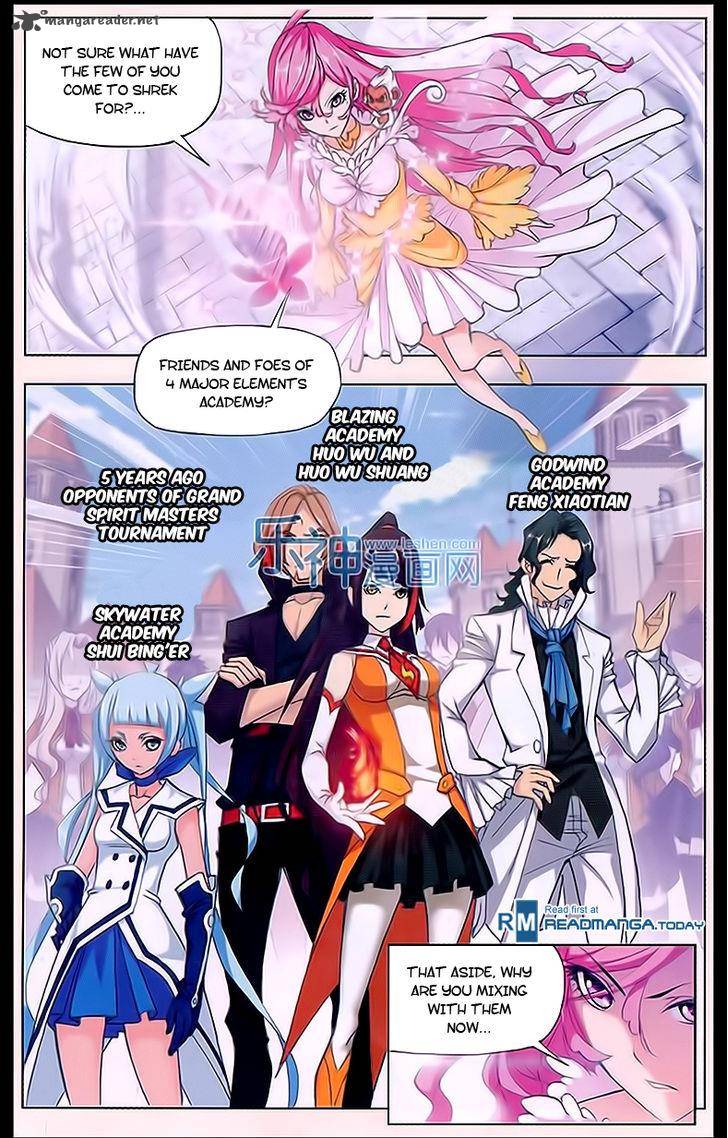 mangareader.net
NOT SURE WHAT HAVE
THE FEW OF YOU
COME TO SHREK
FOR?...
FRIENDS AND FOES OF
4 MAJOR ELEMENTS
ACADEMY?
BLAZING
ACADEMY
HUO WU AND
HUO WU SHUANG
GODWIND
ACADEMY
FENG XIAOTIAN
5 YEARS AGO
OPPONENTS OF GRAND
SPIRIT MASTERS
TOURNAMENT
www.leshen.com
乐神漫画网
SKYWATER
ACADEMY
SHUI BING'ER
Read first at
RM READMANGA.TODAY
THAT ASIDE, WHY
ARE YOU MIXING
WITH THEM
NOW...